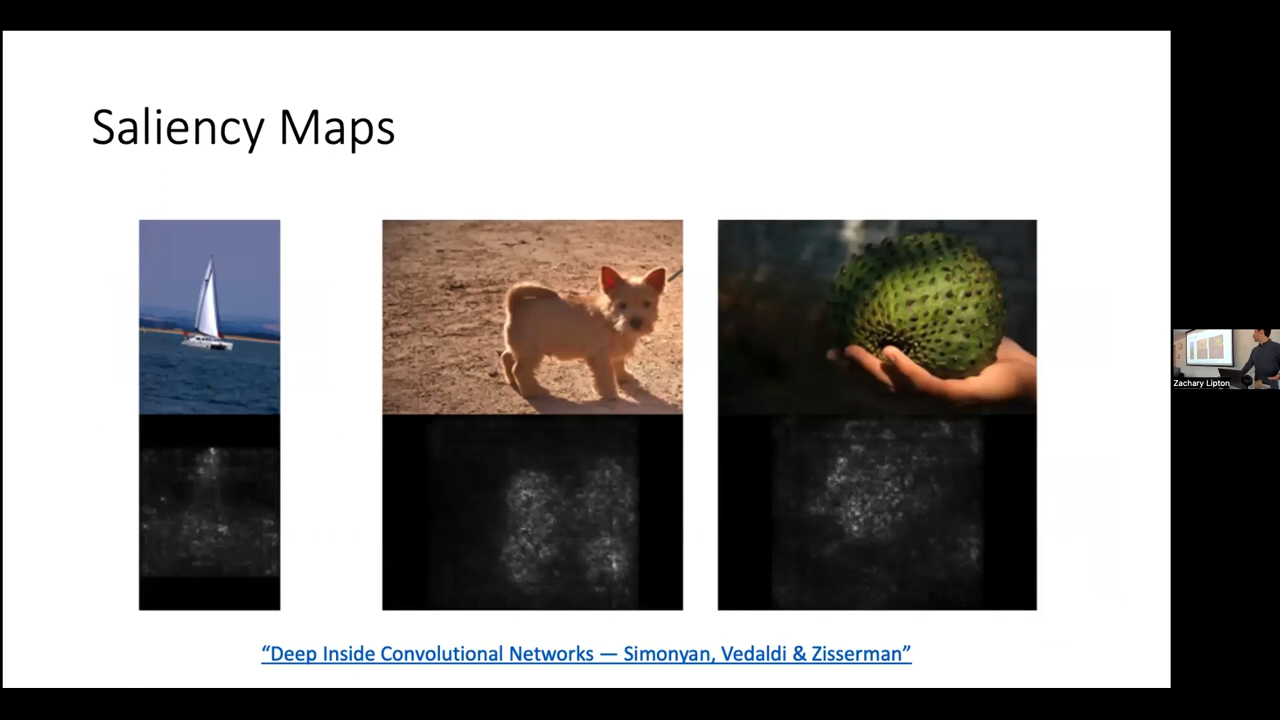 Saliency Maps
Zachary Lipton
“Deep Inside Convolutional Networks — Simonyan, Vedaldi & Zisserman”